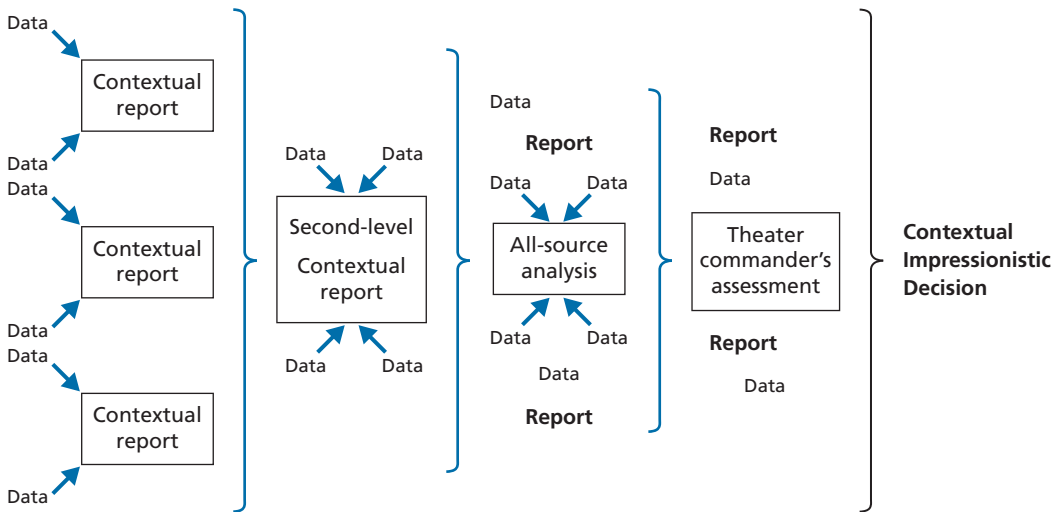 Data
Contextual
report
Data
Data
Contextual
report
Data
Data
Contextual
report
Data
Data Data
Second-level
Contextual
report
Data Data
Data
Report
Data Data
All-source
analysis
Data Data
Data
Report
Report
Data
Theater
commander's
assessment
Report
Data
Contextual
Impressionistic
Decision